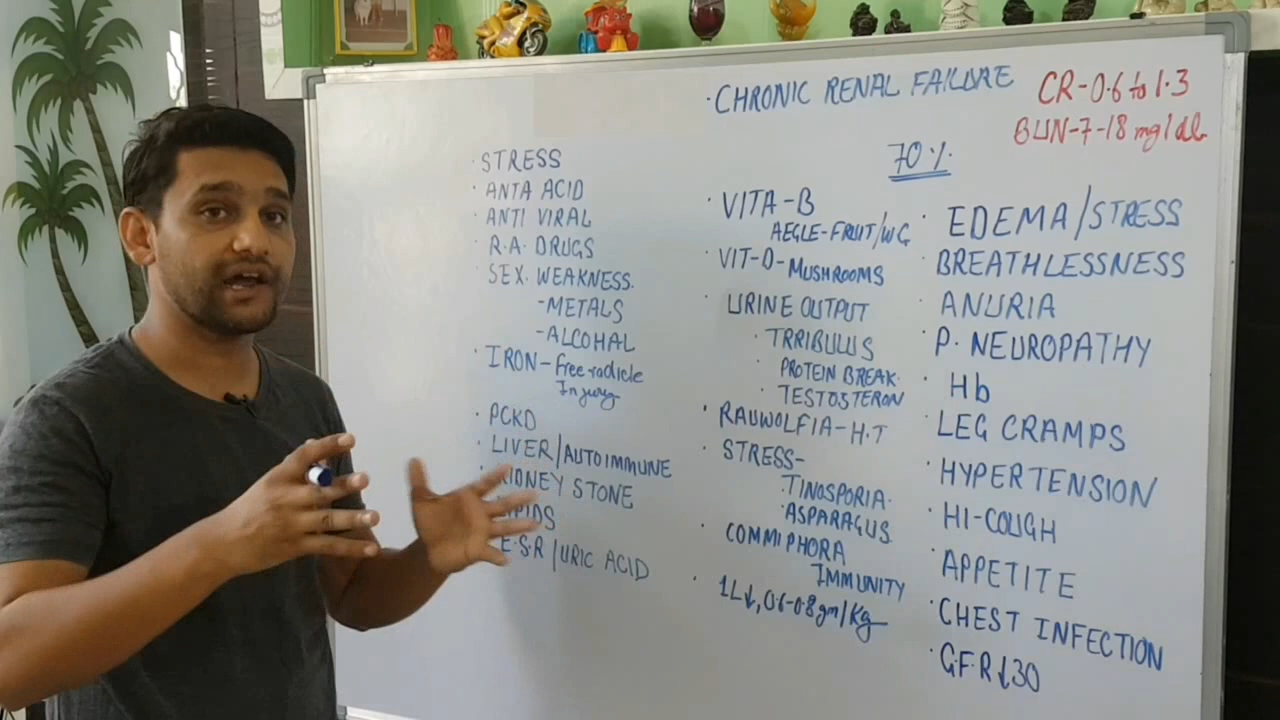 · CHRONIC RENAL FAILURE
CR-0.6 to 1.3
BUN-7-18 mg/dL
70%
· STRESS
· ANTA ACID
· ANTI VIRAL
· R.A. DRUGS
· SEX. WEAKNESS.
-METALS
-ALCOHAL
· IRON-free radicle
Injury
· PCKD
· LIVER/AUTOIMMUNE
KIDNEY STONE
LIPIDS
E.S.R/URIC ACID
· VITA-B
AEGLE-FRUIT/WG
· VIT-D-MUSHROOMS
· URINE OUTPUT
· TRRIBULUS
· PROTEIN BREAK.
· TESTOSTERON
· RAUWOLFIA-H.T
· STRESS-
· TINOSPORIA.
· ASPARAGUS.
· COMMIPHORA
IMMUNITY
· 1L↓, 0.6-0.8gm/Kg
· EDEMA/STRESS
· BREATHLESSNESS
· ANURIA
· P. NEUROPATHY
· Hb
· LEG CRAMPS
· HYPERTENSION
· HI-COUGH
· APPETITE
· CHEST INFECTION
· G.F.R↓30